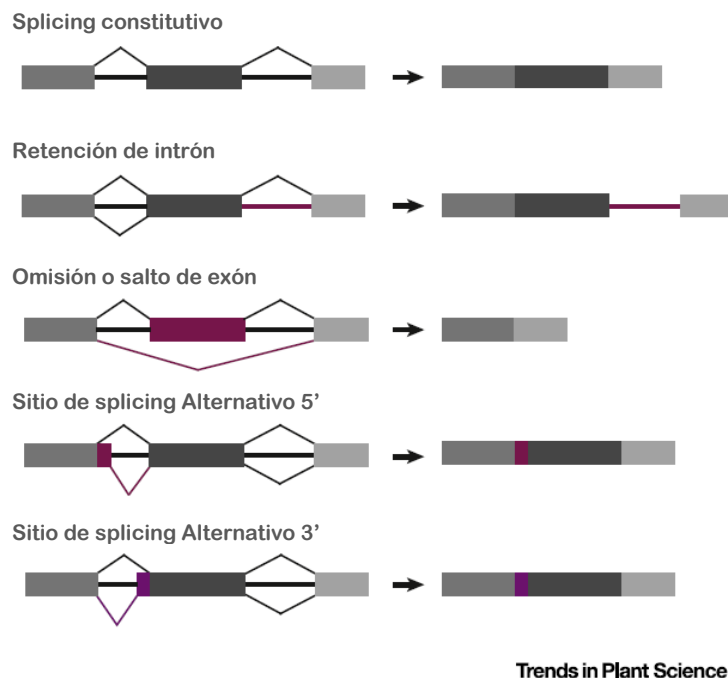 Splicing constitutivo
Retención de intrón
Omisión o salto de exón
Sitio de splicing Alternativo 5’
Sitio de splicing Alternativo 3’
Trends in Plant Science